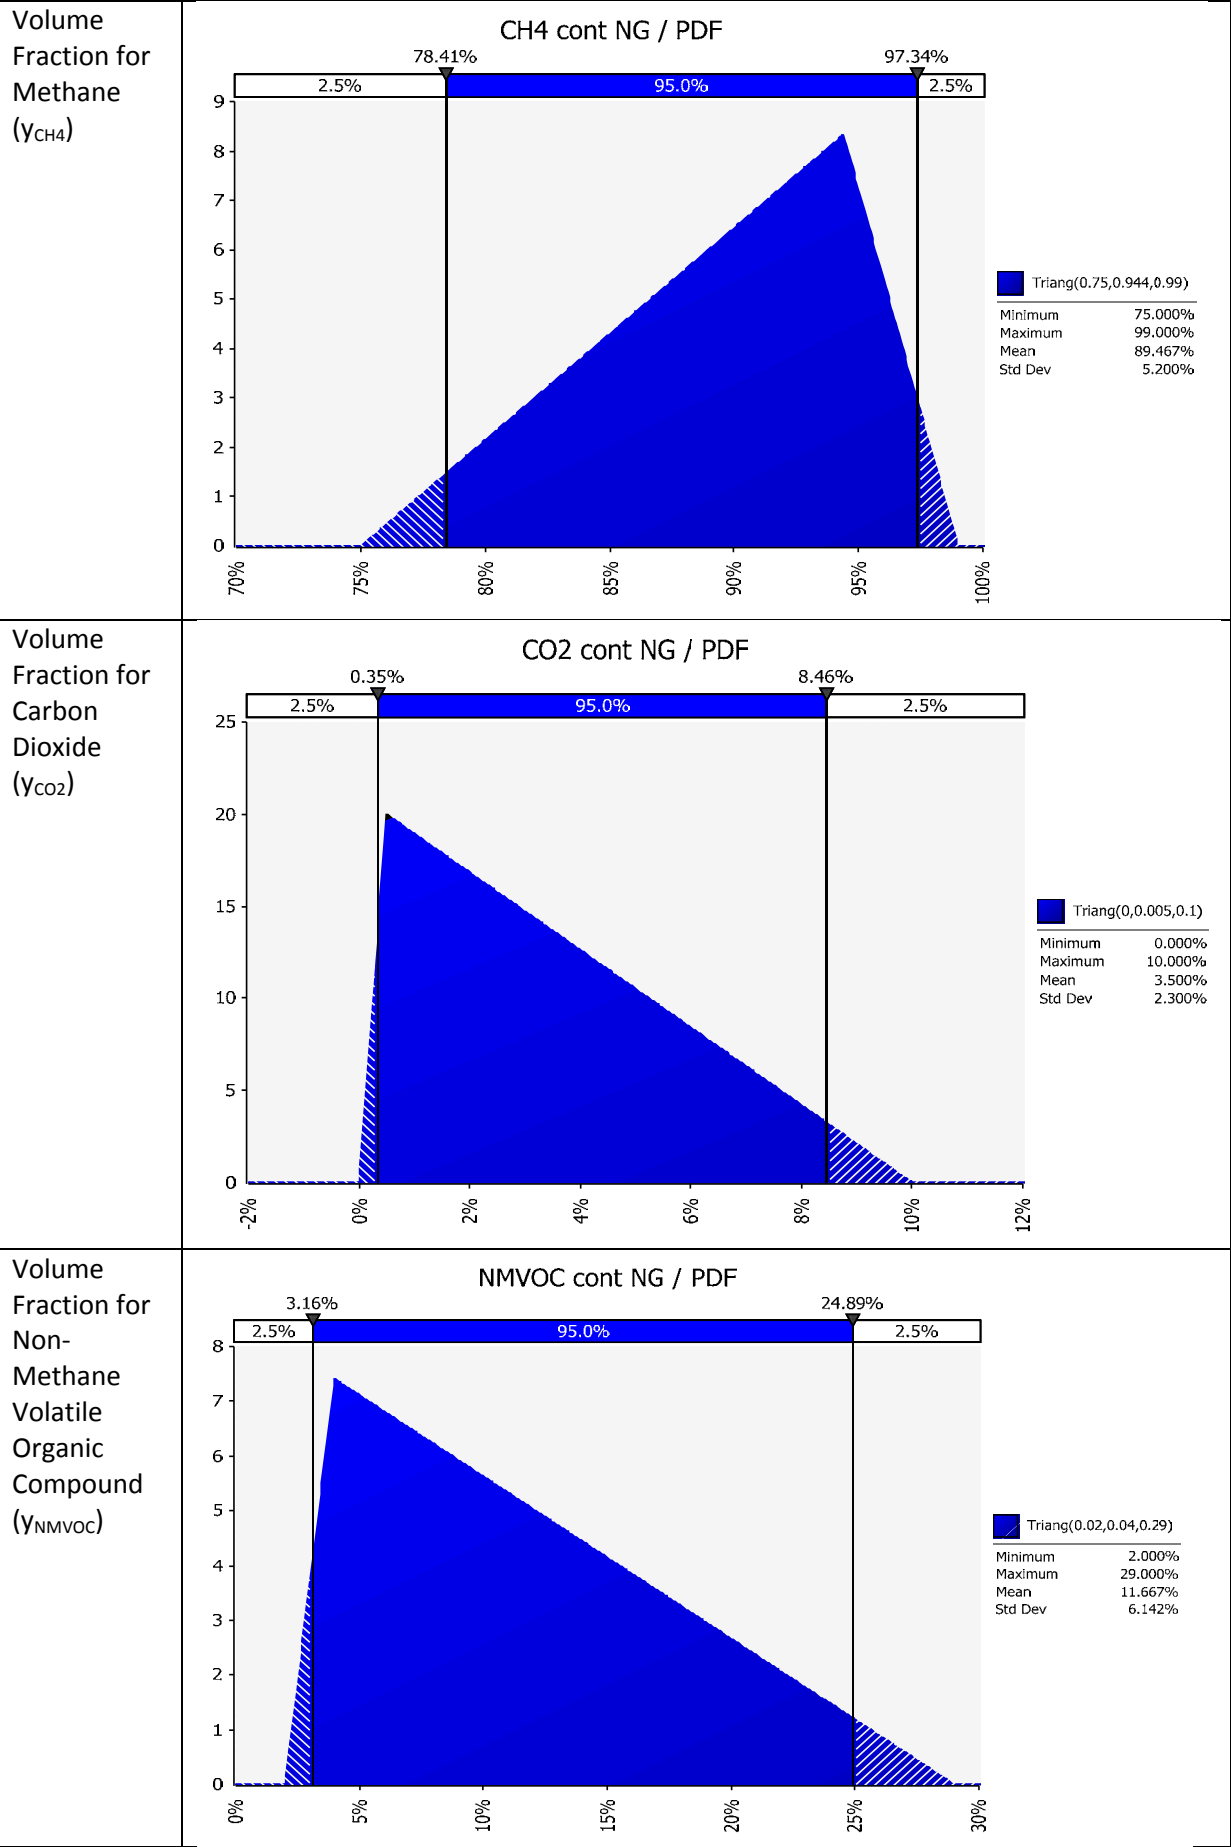 Volume
Fraction for
Methane
(yCH4)
CH4 cont NG / PDF
78.41% 97.34%
2.5% 95.0% 2.5%
9
8
7
6
5
4
3
2
1
0
70% 75% 80% 85% 90% 95% 100%
Triang(0.75,0.944,0.99)
Minimum 75.000%
Maximum 99.000%
Mean 89.467%
Std Dev 5.200%
Volume
Fraction for
Carbon
Dioxide
(yCO2)
CO2 cont NG / PDF
0.35% 8.46%
2.5% 95.0% 2.5%
25
20
15
10
5
0
-2% 0% 2% 4% 6% 8% 10% 12%
Triang(0,0.005,0.1)
Minimum 0.000%
Maximum 10.000%
Mean 3.500%
Std Dev 2.300%
Volume
Fraction for
Non-
Methane
Volatile
Organic
Compound
(yNMVOC)
NMVOC cont NG / PDF
3.16% 24.89%
2.5% 95.0% 2.5%
8
7
6
5
4
3
2
1
0
0% 5% 10% 15% 20% 25% 30%
Triang(0.02,0.04,0.29)
Minimum 2.000%
Maximum 29.000%
Mean 11.667%
Std Dev 6.142%